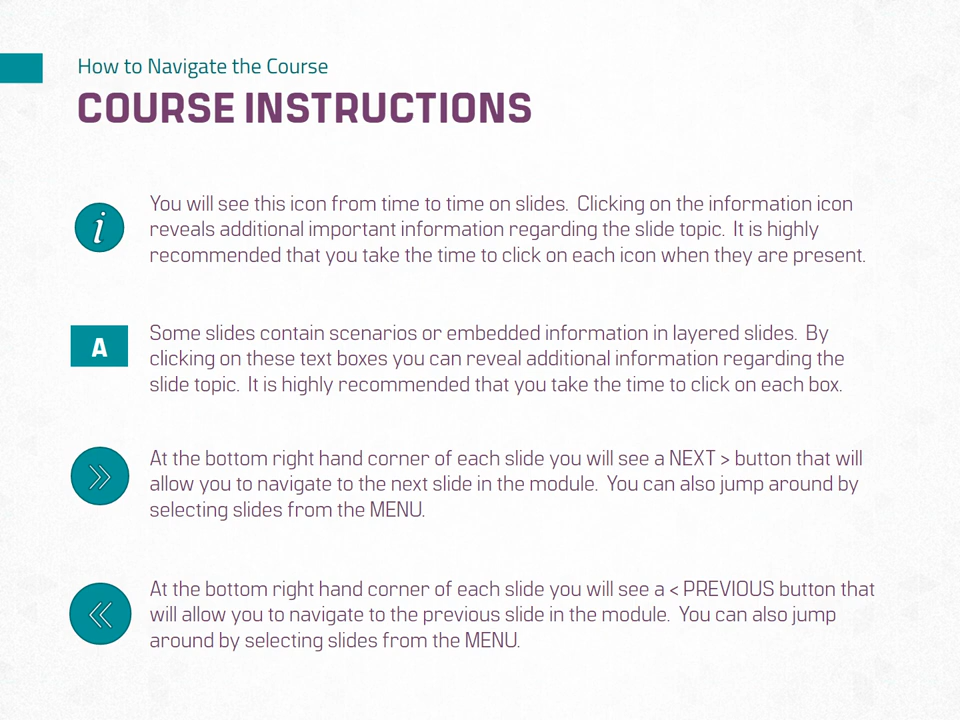 How to Navigate the Course
COURSE INSTRUCTIONS
i
You will see this icon from time to time on slides.  Clicking on the information icon
reveals additional important information regarding the slide topic.  It is highly
recommended that you take the time to click on each icon when they are present.
A
Some slides contain scenarios or embedded information in layered slides.  By
clicking on these text boxes you can reveal additional information regarding the
slide topic.  It is highly recommended that you take the time to click on each box.
At the bottom right hand corner of each slide you will see a NEXT > button that will
allow you to navigate to the next slide in the module.  You can also jump around by
selecting slides from the MENU.
At the bottom right hand corner of each slide you will see a < PREVIOUS button that
will allow you to navigate to the previous slide in the module.  You can also jump
around by selecting slides from the MENU.